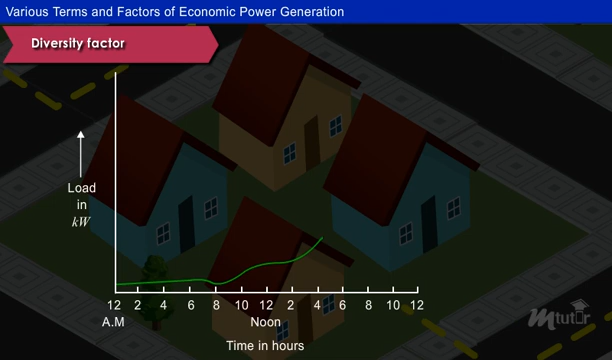 Various Terms and Factors of Economic Power Generation
Diversity factor
Load
in
kW
12 2 4 6 8 10 12 2 4 6 8 10 12
A.M Noon
Time in hours
Mtutor